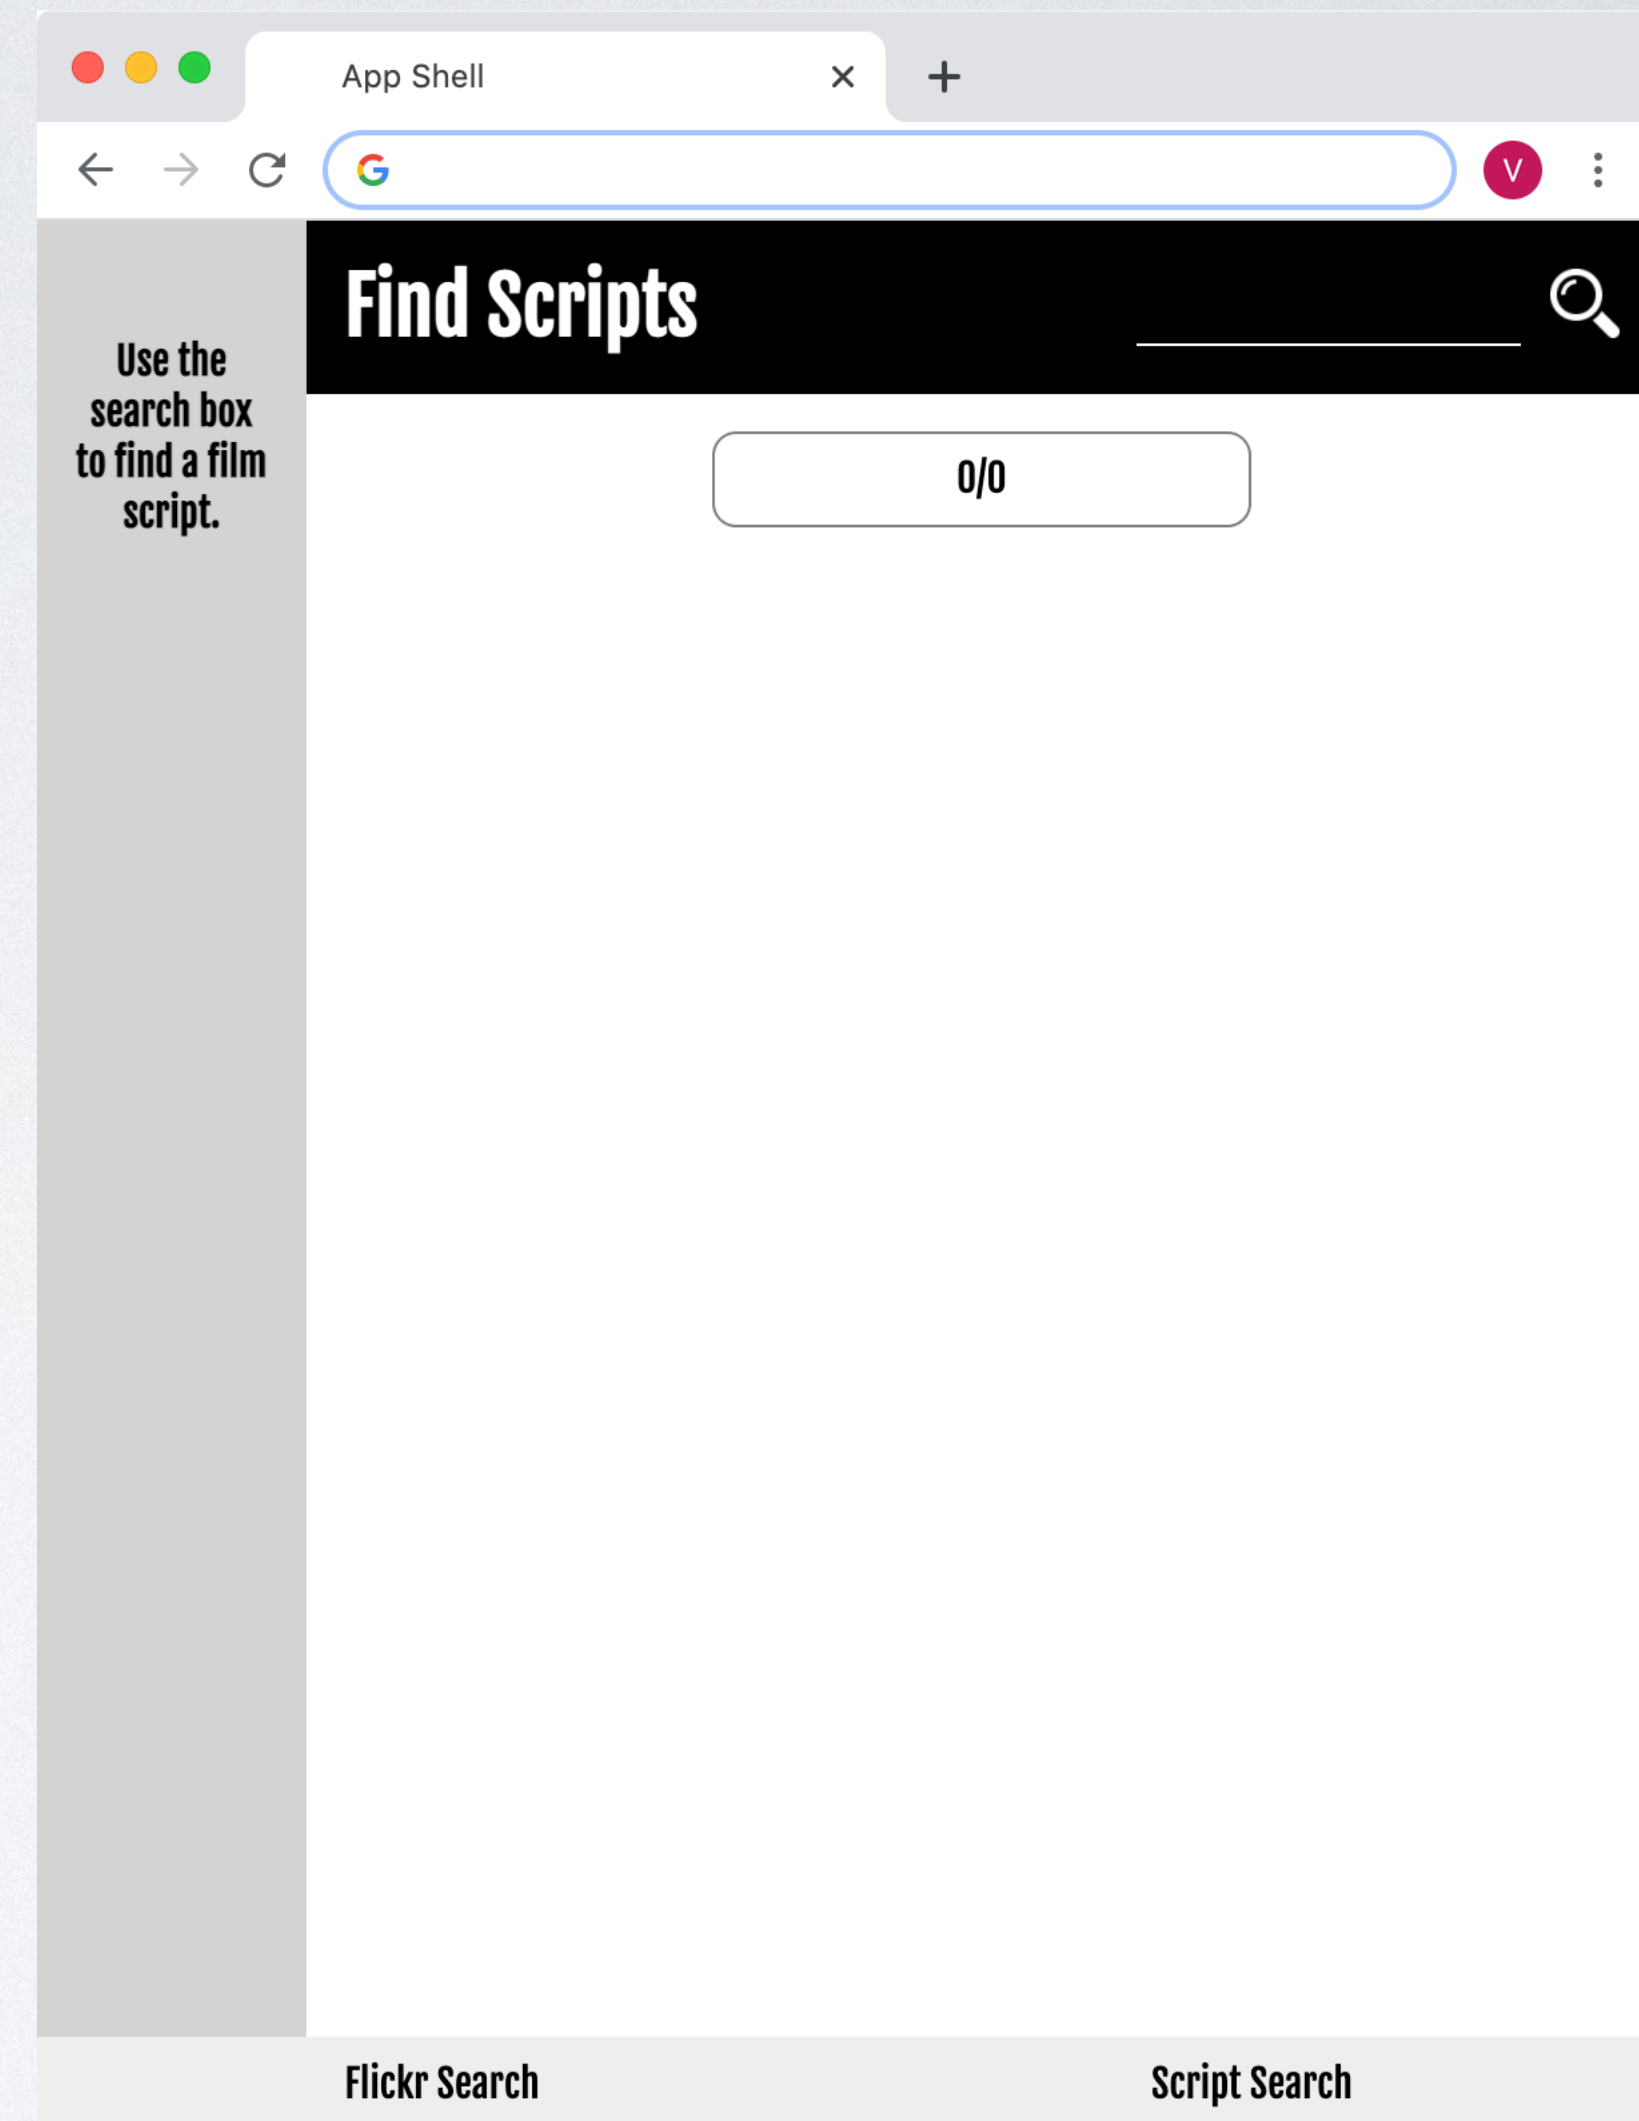 App Shell
V
Find Scripts
Use the
search box
to find a film
script.
0/0
Flickr Search
Script Search